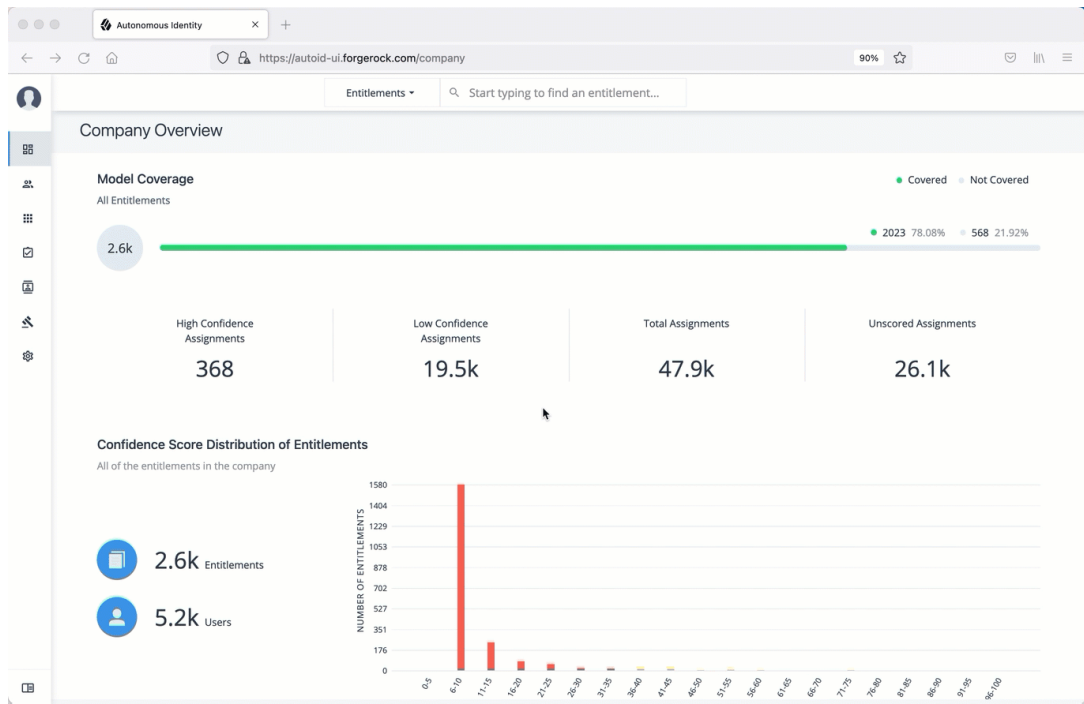 Autonomous Identity
https://autoid-ui.forgerock.com/company
90%
Entitlements
Start typing to find an entitlement...
Company Overview
Model Coverage
Covered Not Covered
All Entitlements
2023 78.08% 568 21.92%
2.6k
High Confidence Assignments
368
Low Confidence Assignments
19.5k
Total Assignments
47.9k
Unscored Assignments
26.1k
Confidence Score Distribution of Entitlements
All of the entitlements in the company
2.6k Entitlements
5.2k Users
NUMBER OF ENTITLEMENTS
1580
1404
1229
1053
878
702
527
351
176
0
0-5 6-10 11-15 16-20 21-25 26-30 31-35 36-40 41-45 46-50 51-55 56-60 61-65 66-70 71-75 76-80 81-85 86-90 91-95 96-100